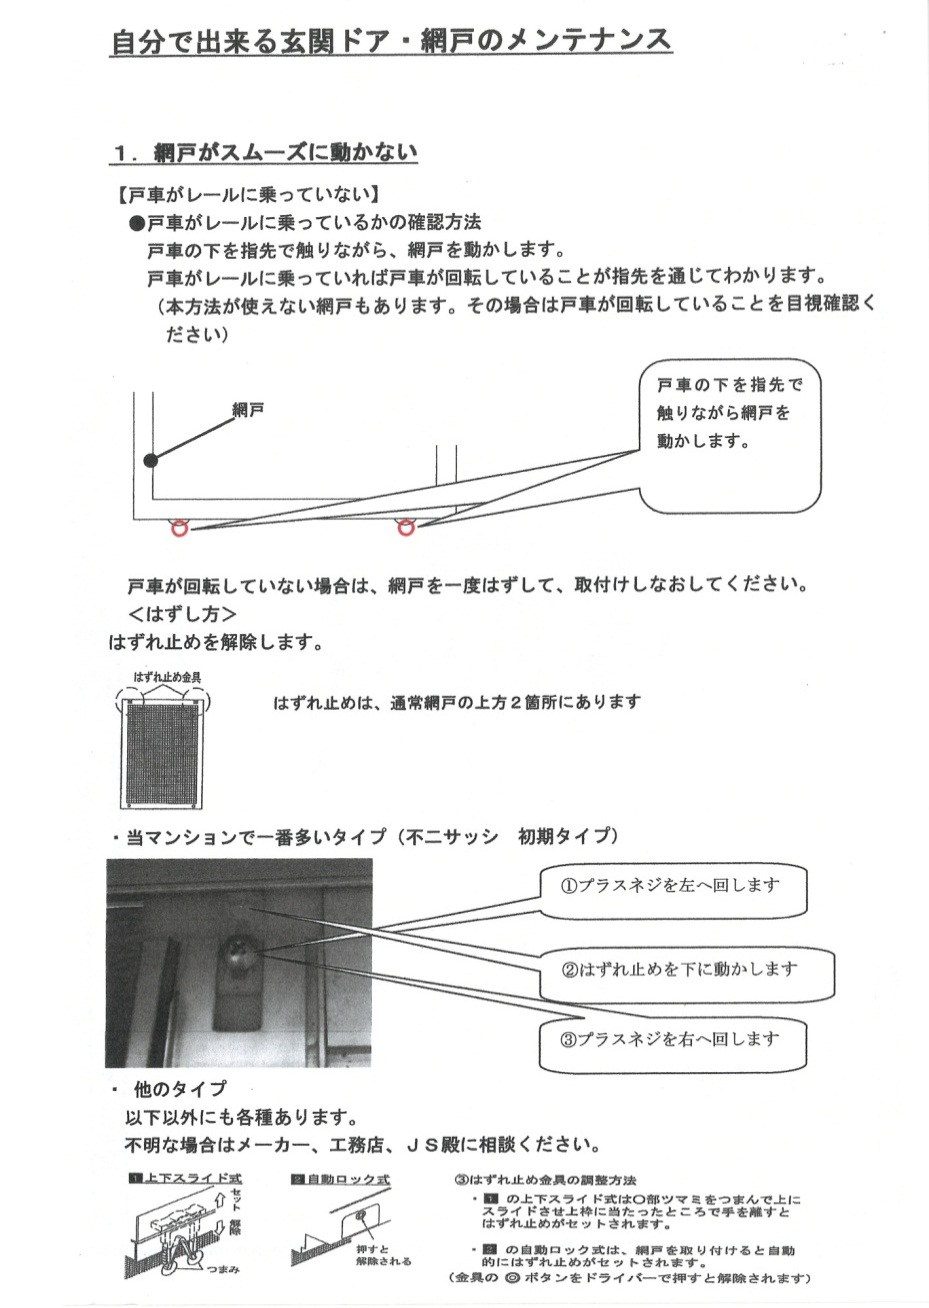 自分で出来る玄関ドア・網戸のメンテナンス
１．網戸がスムーズに動かない
【戸車がレールに乗っていない】
●戸車がレールに乗っているかの確認方法
戸車の下を指先で触りながら、網戸を動かします。
戸車がレールに乗っていれば戸車が回転していることが指先を通じてわかります。
（本方法が使えない網戸もあります。その場合は戸車が回転していることを目視確認く
ださい）
網戸
戸車の下を指先で
触りながら網戸を
動かします。
戸車が回転していない場合は、網戸を一度はずして、取付けしなおしてください。
＜はずし方＞
はずれ止めを解除します。
はずれ止め金具
はずれ止めは、通常網戸の上方２箇所にあります
・当マンションで一番多いタイプ（不二サッシ　初期タイプ）
①プラスネジを左へ回します
②はずれ止めを下に動かします
③プラスネジを右へ回します
・ 他のタイプ
以下以外にも各種あります。
不明な場合はメーカー、工務店、ＪＳ殿に相談ください。
1 上下スライド式
セット
解除
つまみ
2 自動ロック式
押すと
解除される
③はずれ止め金具の調整方法
・1 の上下スライド式は〇部ツマミをつまんで上に
スライドさせ上枠に当たったところで手を離すと
はずれ止めがセットされます。
・2 の自動ロック式は、網戸を取り付けると自動
的にはずれ止めがセットされます。
（金具の ◎ ボタンをドライバーで押すと解除されます）